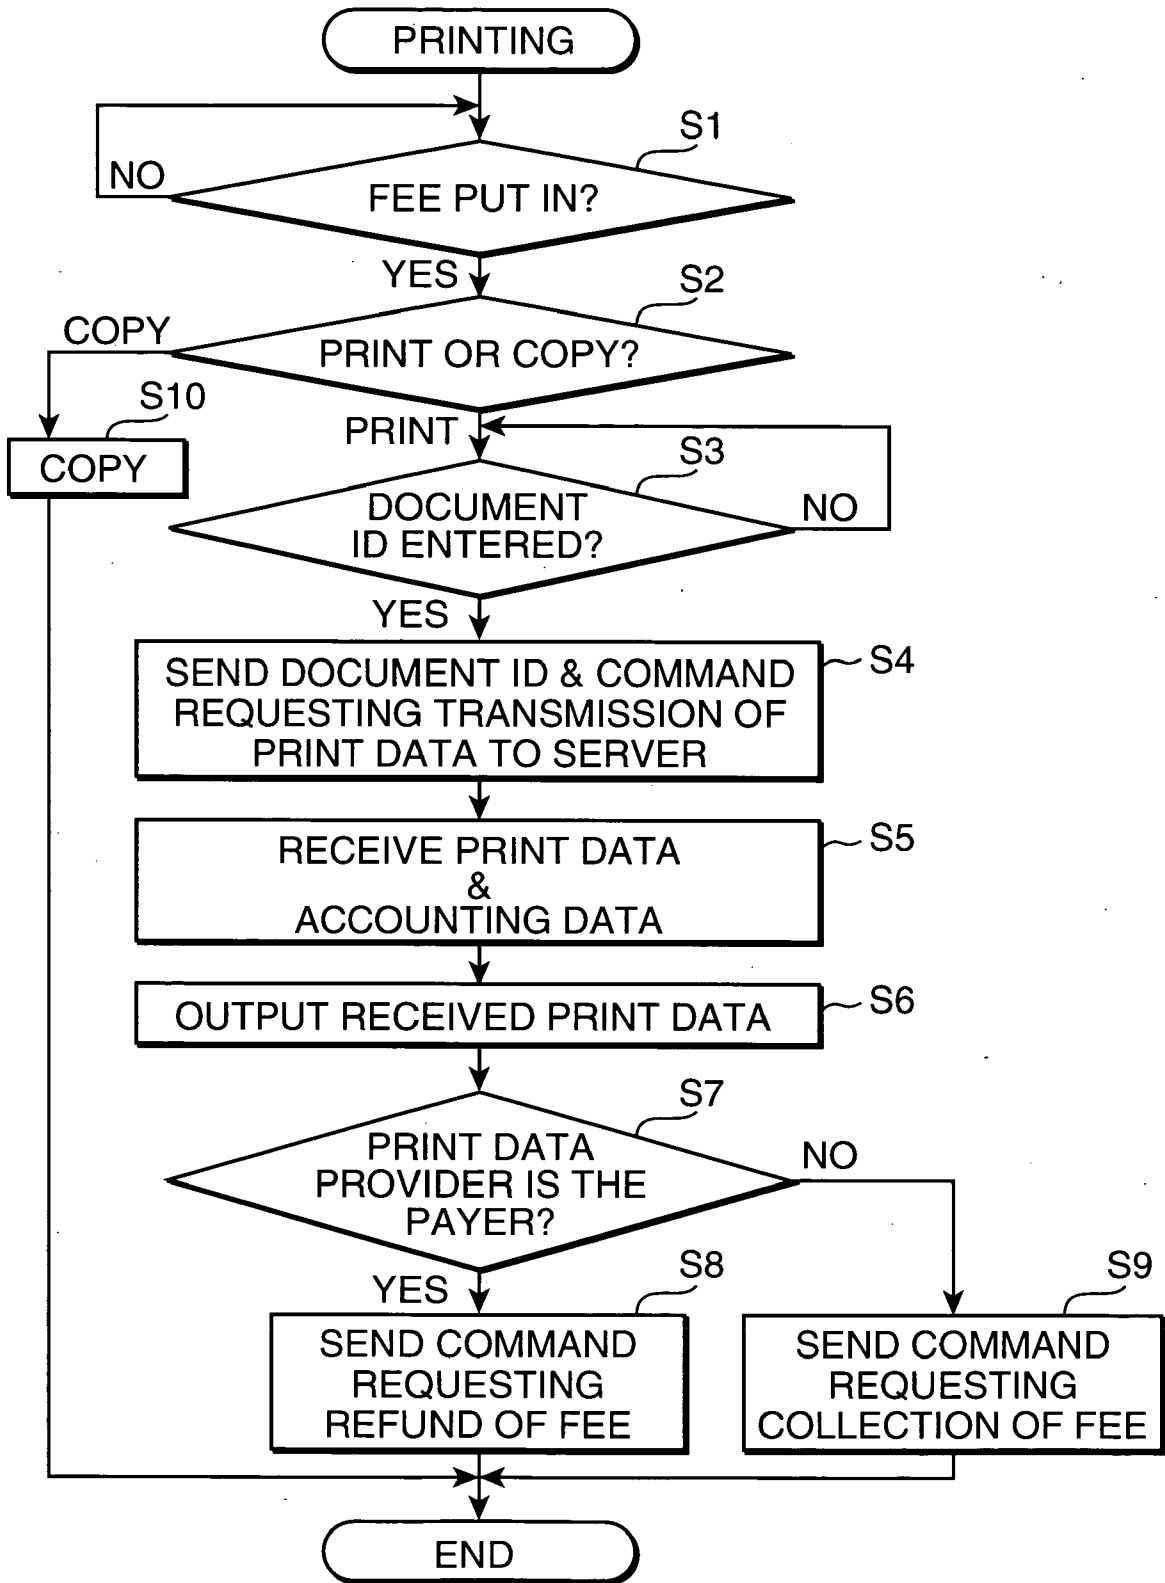 PRINTING
S1
NO
FEE PUT IN?
YES
S2
COPY
PRINT OR COPY?
S10
PRINT
COPY
S3
DOCUMENT
ID ENTERED?
NO
YES
SEND DOCUMENT ID & COMMAND
REQUESTING TRANSMISSION OF
PRINT DATA TO SERVER
S4
RECEIVE PRINT DATA
&
ACCOUNTING DATA
S5
OUTPUT RECEIVED PRINT DATA
S6
S7
PRINT DATA
PROVIDER IS THE
PAYER?
NO
YES
S8
SEND COMMAND
REQUESTING
REFUND OF FEE
S9
SEND COMMAND
REQUESTING
COLLECTION OF FEE
END